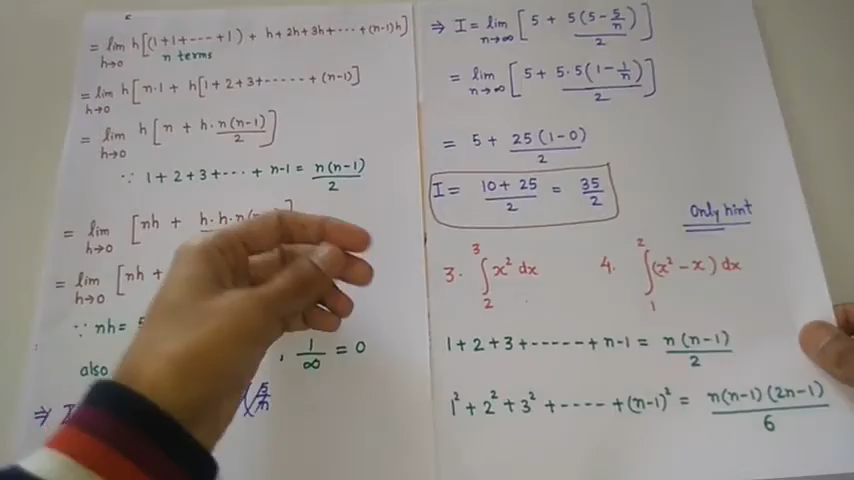 = lim h→0 h[(1+1+---+1) + h+2h+3h+---+(n-1)h]
n terms
= lim h→0 h[n·1 + h[1+2+3+-----+(n-1)]
= lim h→0 h[n + h·n(n-1)/2]
∵ 1+2+3+---+n-1 = n(n-1)/2
= lim h→0 [nh +
= lim h→0 [nh +
∵ nh =
also , 1/∞ = 0
⇒
⇒ I = lim n→∞ [5 + 5(5-5/n)/2]
= lim n→∞ [5 + 5·5(1-1/n)/2]
= 5 + 25(1-0)/2
I = 10+25/2 = 35/2
Only hint
3. ∫₂³ x² dx 4. ∫₁² (x²-x) dx
1+2+3+-----+n-1 = n(n-1)/2
1²+2²+3²+----+(n-1)² = n(n-1)(2n-1)/6